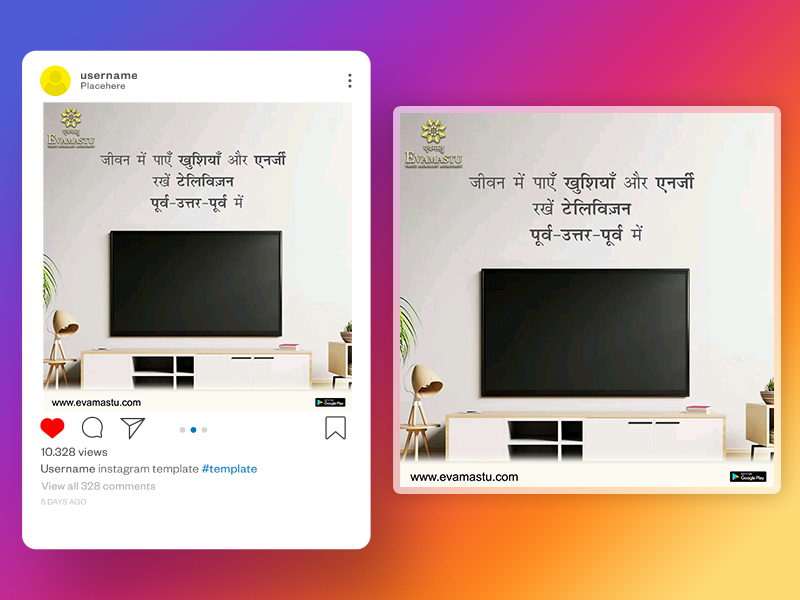 username
Placehere
एवमस्तु
EVAMASTU
जीवन में पाएँ खुशियाँ और एनर्जी
रखें टेलिविज़न
पूर्व-उत्तर-पूर्व में
www.evamastu.com
Google Play
10.328 views
Username instagram template #template
View all 328 comments
5 DAYS AGO
एवमस्तु
EVAMASTU
जीवन में पाएँ खुशियाँ और एनर्जी
रखें टेलिविज़न
पूर्व-उत्तर-पूर्व में
www.evamastu.com
Google Play